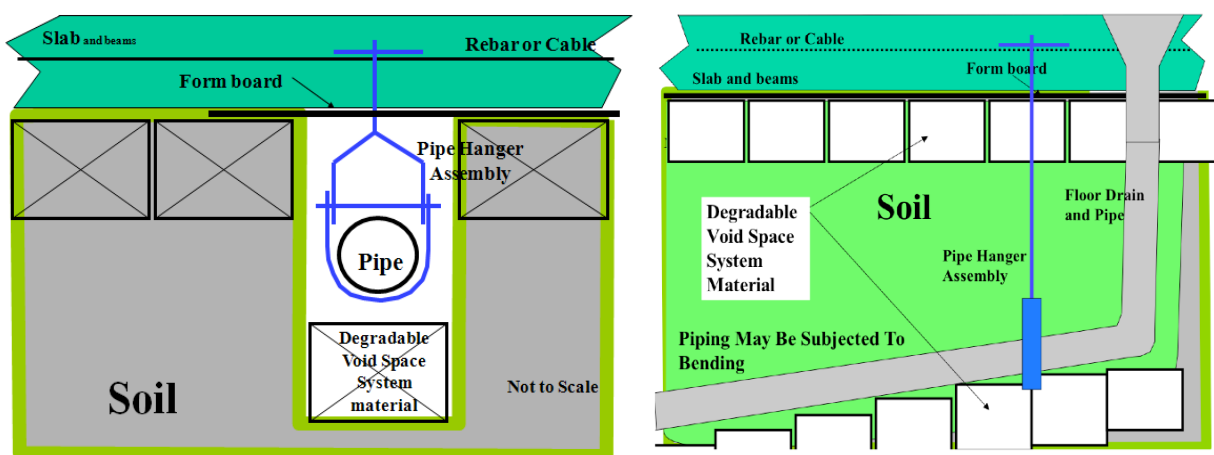 Slab and beams
Rebar or Cable
Form board
Pipe Hanger
Assembly
Pipe
Degradable
Void Space
System
material
Not to Scale
Soil
Rebar or Cable
Slab and beams
Form board
Degradable
Void Space
System
Material
Soil
Floor Drain
and Pipe
Pipe Hanger
Assembly
Piping May Be Subjected To
Bending